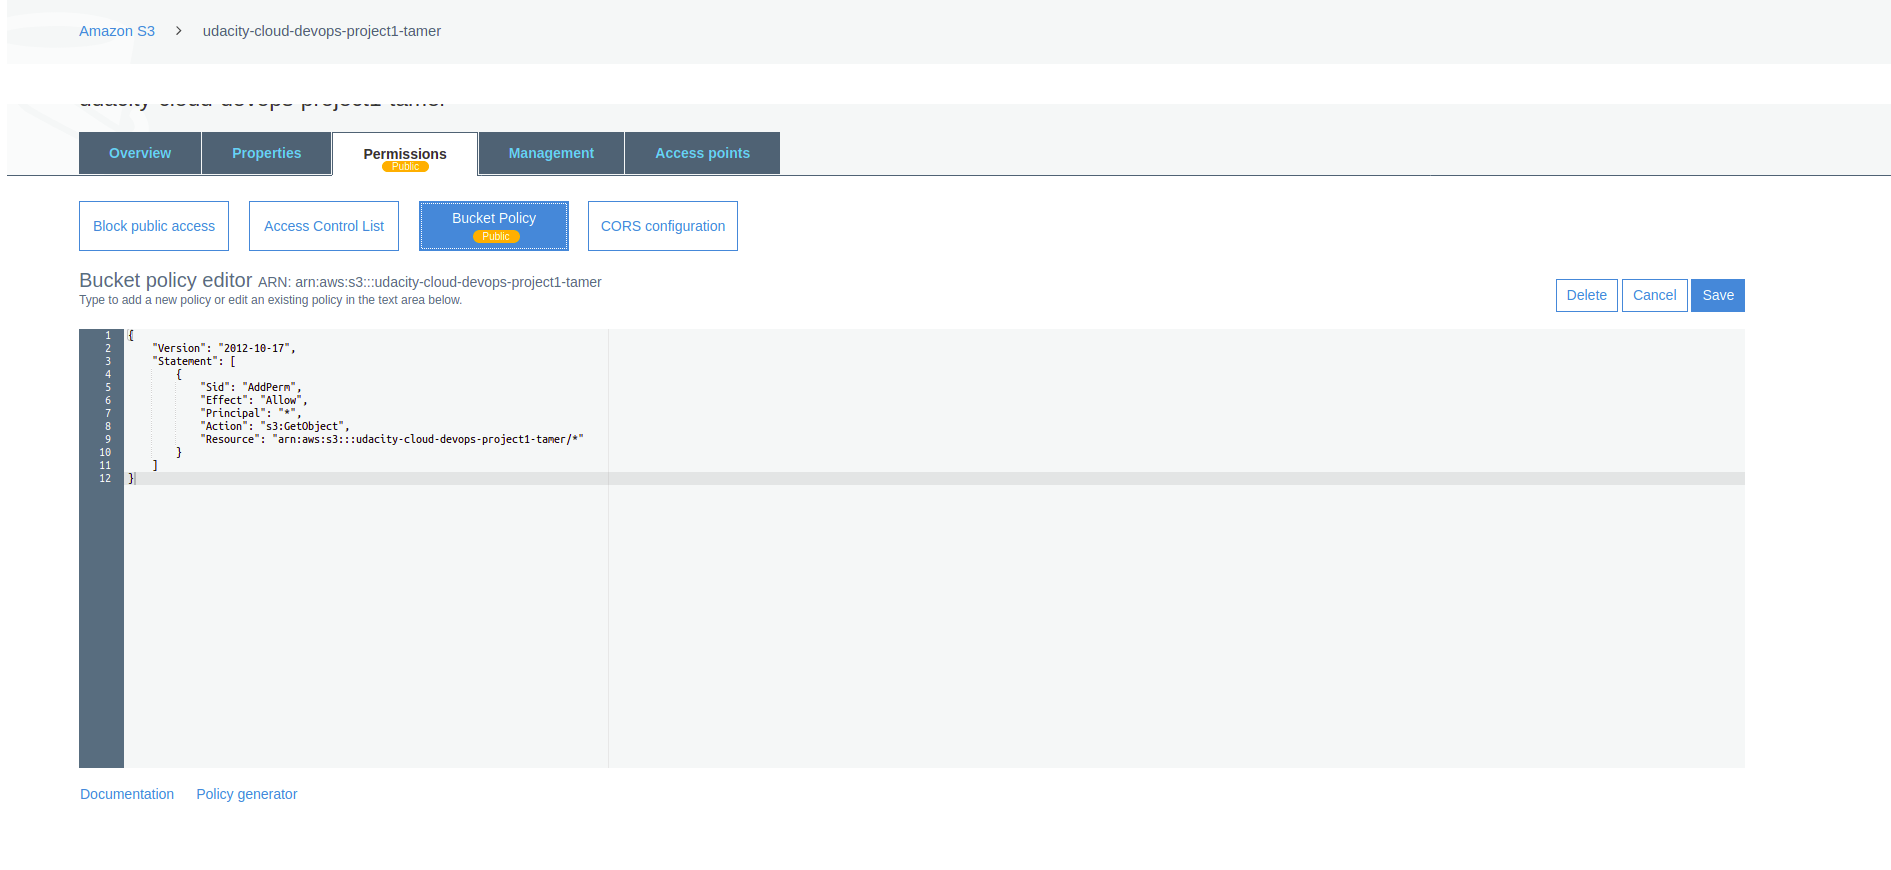 Amazon S3 > udacity-cloud-devops-project1-tamer
udacity-cloud-devops-project1-tamer
Overview Properties Permissions Management Access points
Public
Block public access Access Control List Bucket Policy CORS configuration
Public
Bucket policy editor ARN: arn:aws:s3:::udacity-cloud-devops-project1-tamer
Type to add a new policy or edit an existing policy in the text area below.
Delete Cancel Save
1 {
2 "Version": "2012-10-17",
3 "Statement": [
4 {
5 "Sid": "AddPerm",
6 "Effect": "Allow",
7 "Principal": "*",
8 "Action": "s3:GetObject",
9 "Resource": "arn:aws:s3:::udacity-cloud-devops-project1-tamer/*"
10 }
11 ]
12 }
Documentation Policy generator